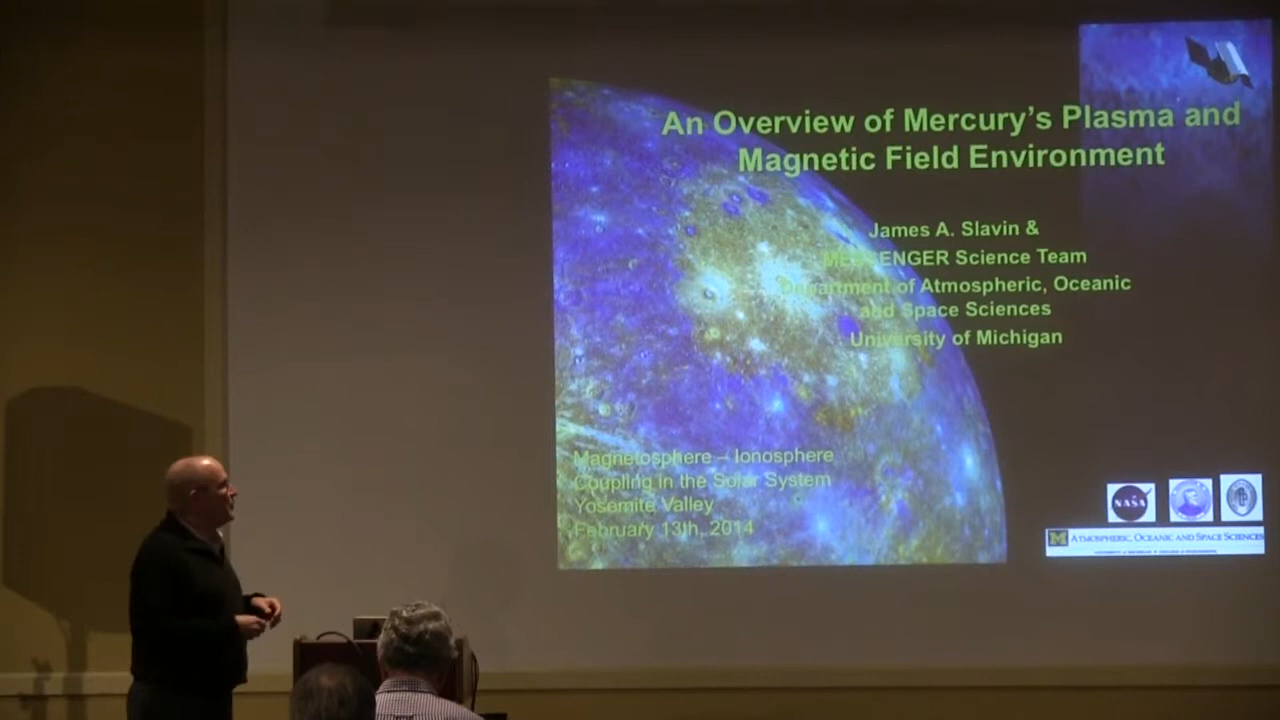 An Overview of Mercury's Plasma and
Magnetic Field Environment
James A. Slavin &
MESSENGER Science Team
Department of Atmospheric, Oceanic
and Space Sciences
University of Michigan
Magnetosphere – Ionosphere
Coupling in the Solar System
Yosemite Valley
February 13th, 2014
NASA
M ATMOSPHERIC, OCEANIC AND SPACE SCIENCES